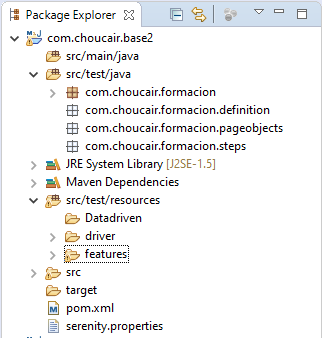 Package Explorer
com.choucair.base2
src/main/java
src/test/java
com.choucair.formacion
com.choucair.formacion.definition
com.choucair.formacion.pageobjects
com.choucair.formacion.steps
JRE System Library [J2SE-1.5]
Maven Dependencies
src/test/resources
Datadriven
driver
features
src
target
pom.xml
serenity.properties